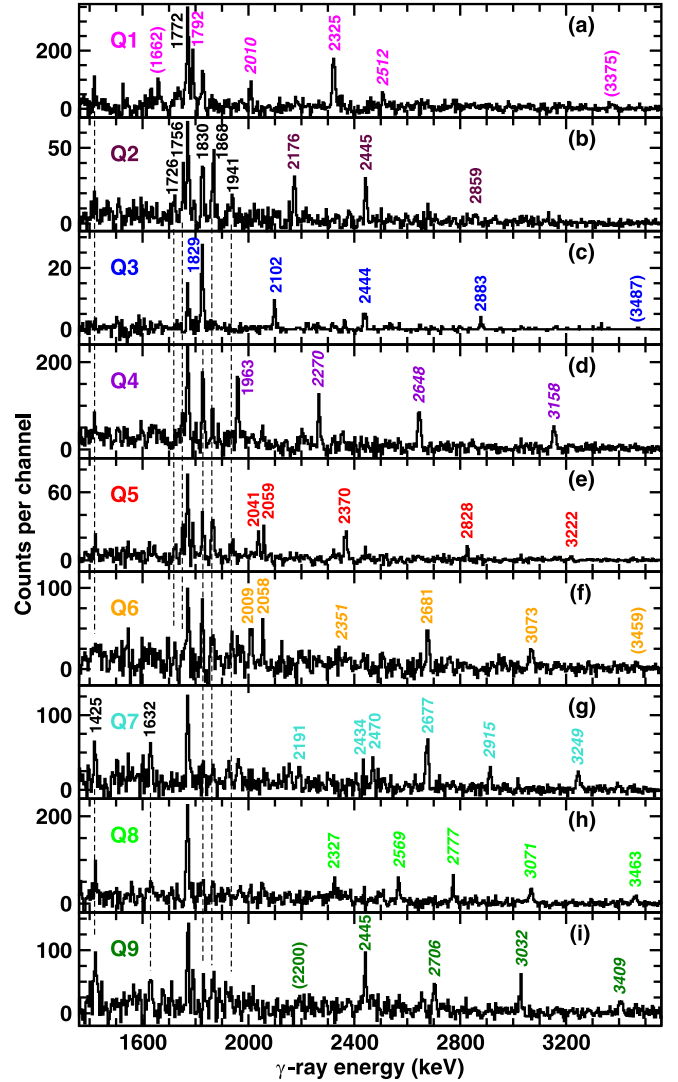 Q1 (1662) 1772 1792 2010 2325 2512 (3375) (a)
200
0
Q2 1726 1756 1830 1868 1941 2176 2445 2859 (b)
50
0
Q3 1829 2102 2444 2883 (3487) (c)
20
0
Q4 1963 2270 2648 3158 (d)
200
0
Q5 2041 2059 2370 2828 3222 (e)
60
0
Q6 2009 2058 2351 2681 3073 (3459) (f)
100
0
1425 Q7 1632 2191 2434 2470 2677 2915 3249 (g)
100
0
Q8 2327 2569 2777 3071 3463 (h)
200
0
Q9 (2200) 2445 2706 3032 3409 (i)
100
0
Counts per channel
1600 2000 2400 2800 3200
γ-ray energy (keV)